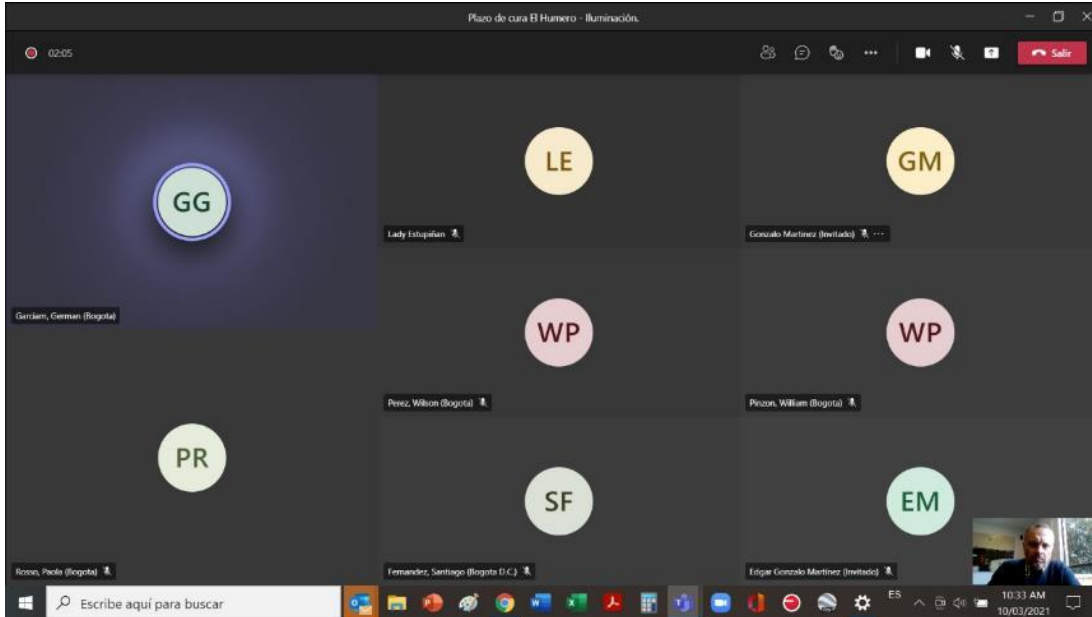 Plazo de cura El Humero - Iluminación.
02:05
Salir
GG
Garciam, German (Bogota)
LE
Lady Estupiñan
GM
Gonzalo Martinez (Invitado)
WP
Perez, Wilson (Bogota)
WP
Pinzon, William (Bogota)
PR
Rosso, Paola (Bogota)
SF
Fernandez, Santiago (Bogota D.C.)
EM
Edgar Gonzalo Martinez (Invitado)
Escribe aquí para buscar
ES
10:33 AM
10/03/2021